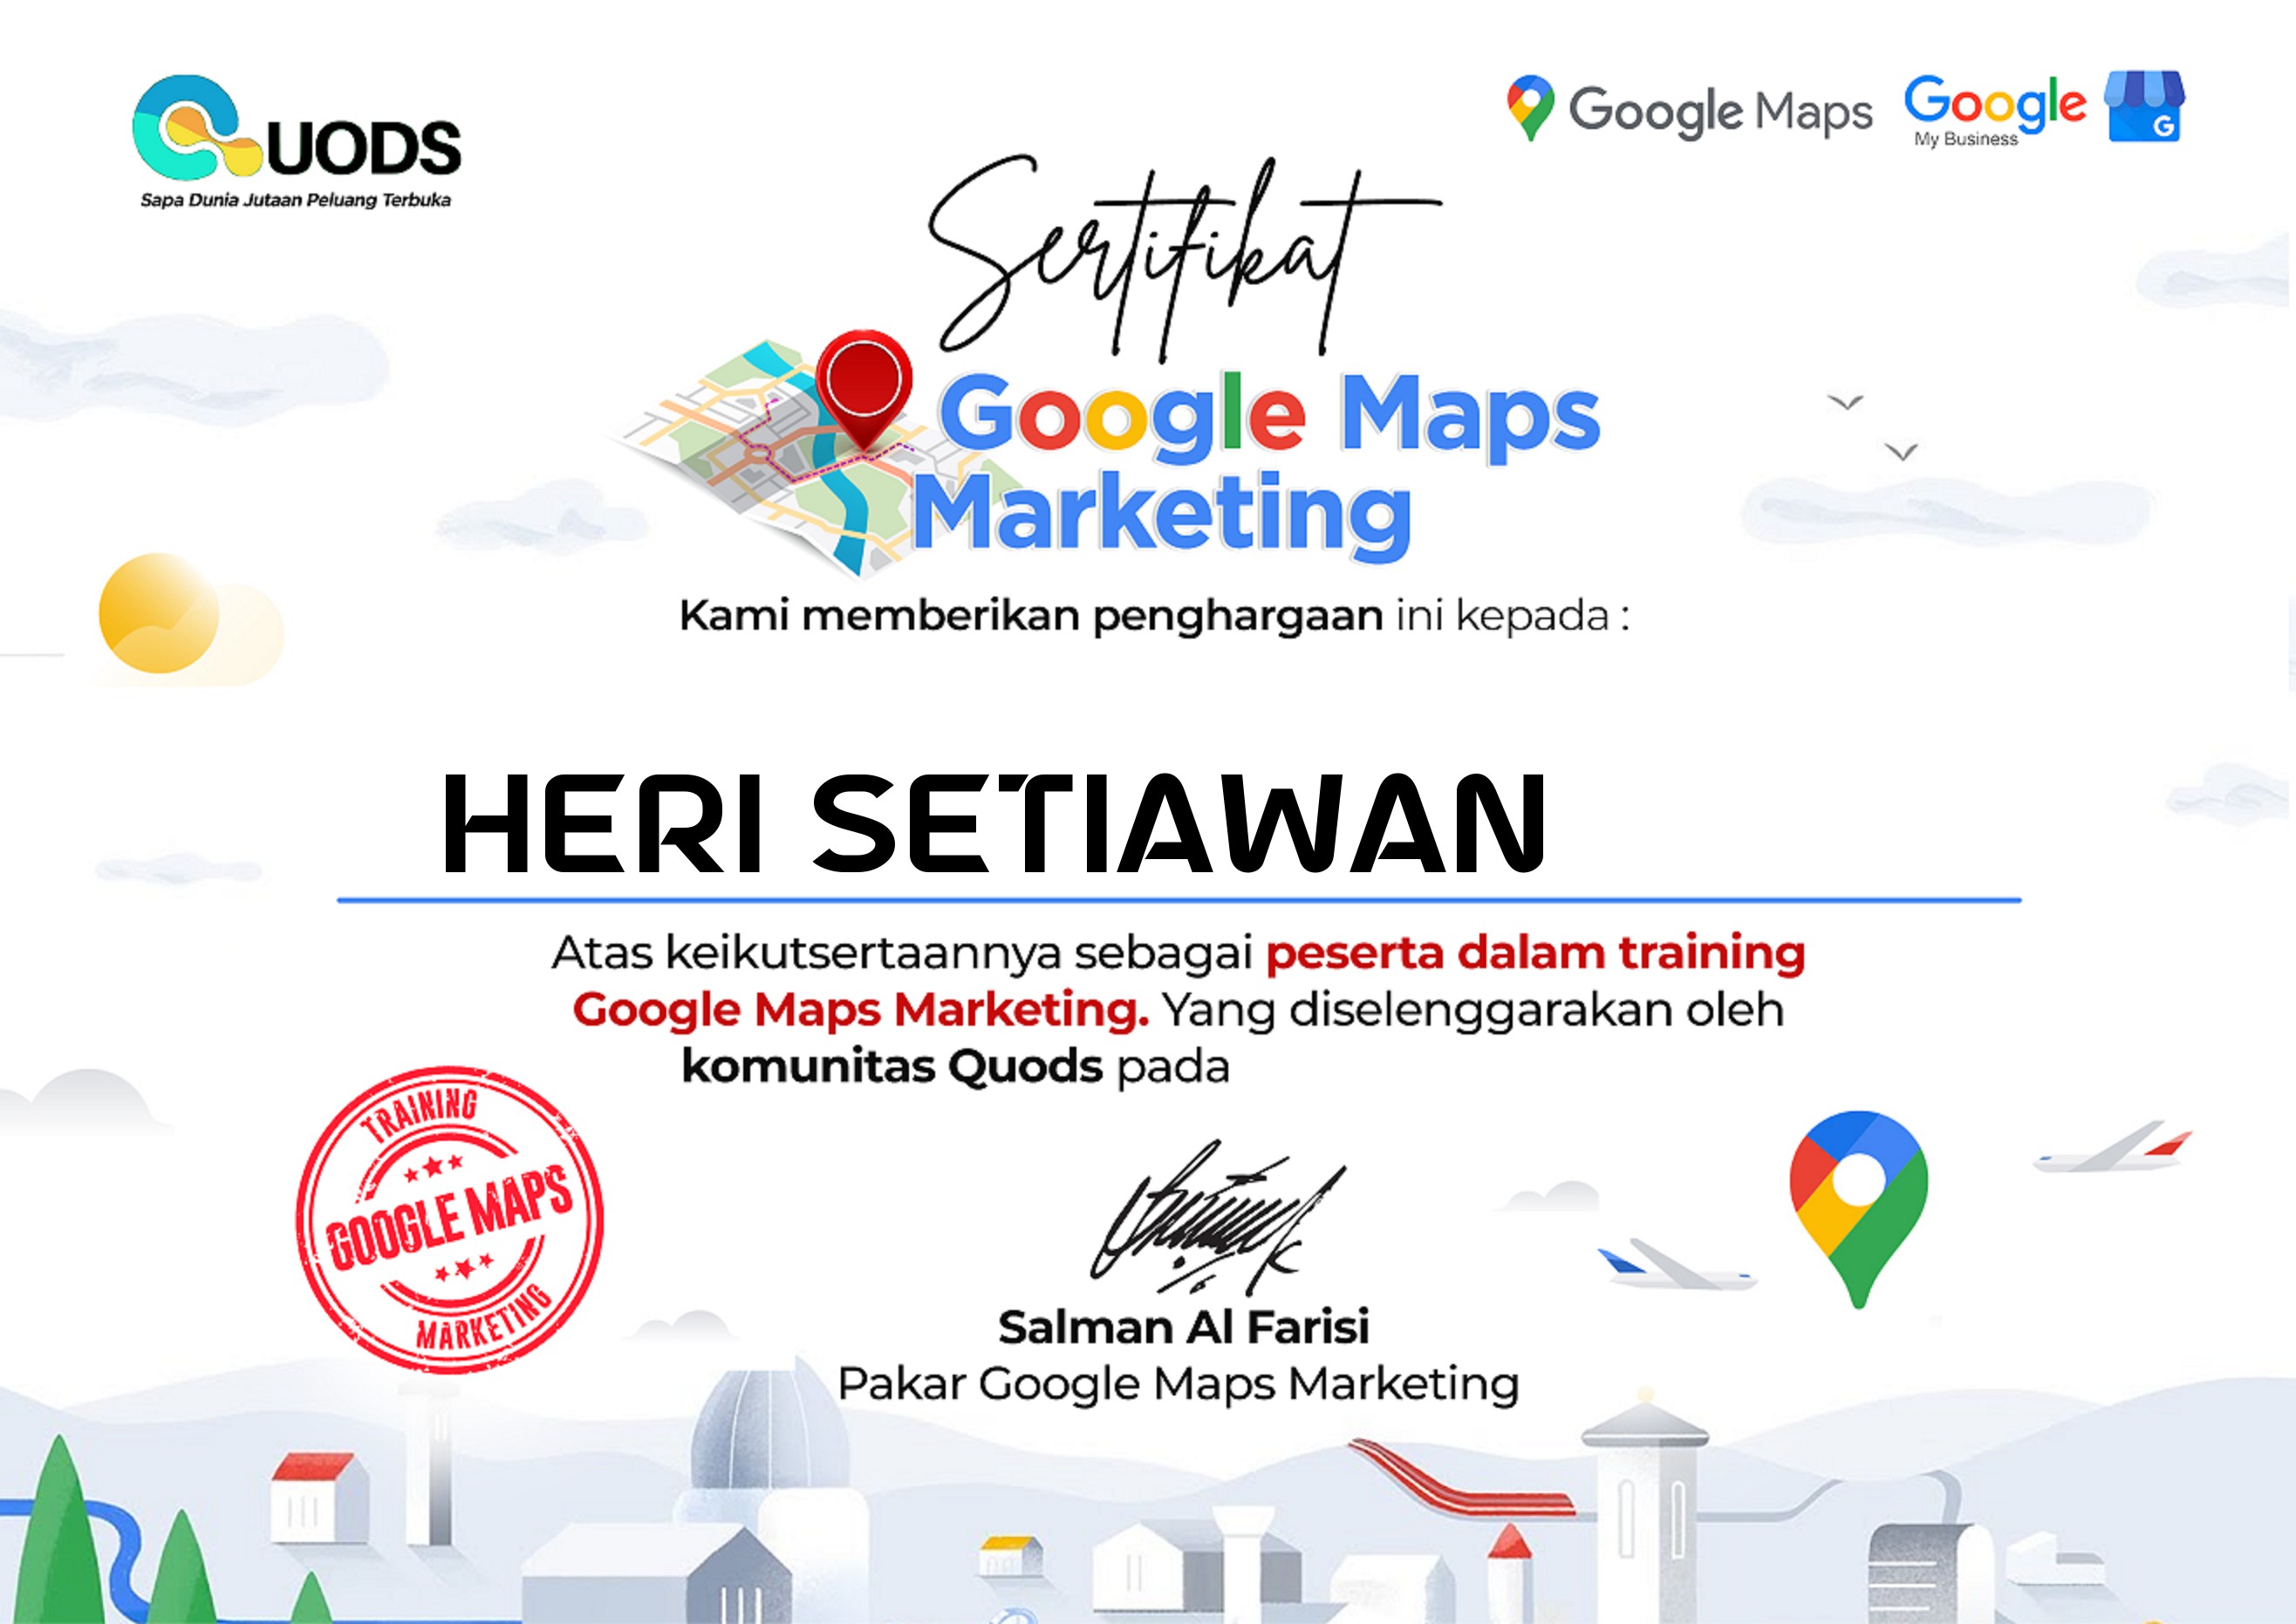 QUODS
Sapa Dunia Jutaan Peluang Terbuka
Google Maps
Google
My Business
G
Sertifikat
Google Maps
Marketing
Kami memberikan penghargaan ini kepada :
HERI SETIAWAN
Atas keikutsertaannya sebagai peserta dalam training
Google Maps Marketing. Yang diselenggarakan oleh
komunitas Quods pada
TRAINING
GOOGLE MAPS
MARKETING
Salman Al Farisi
Pakar Google Maps Marketing